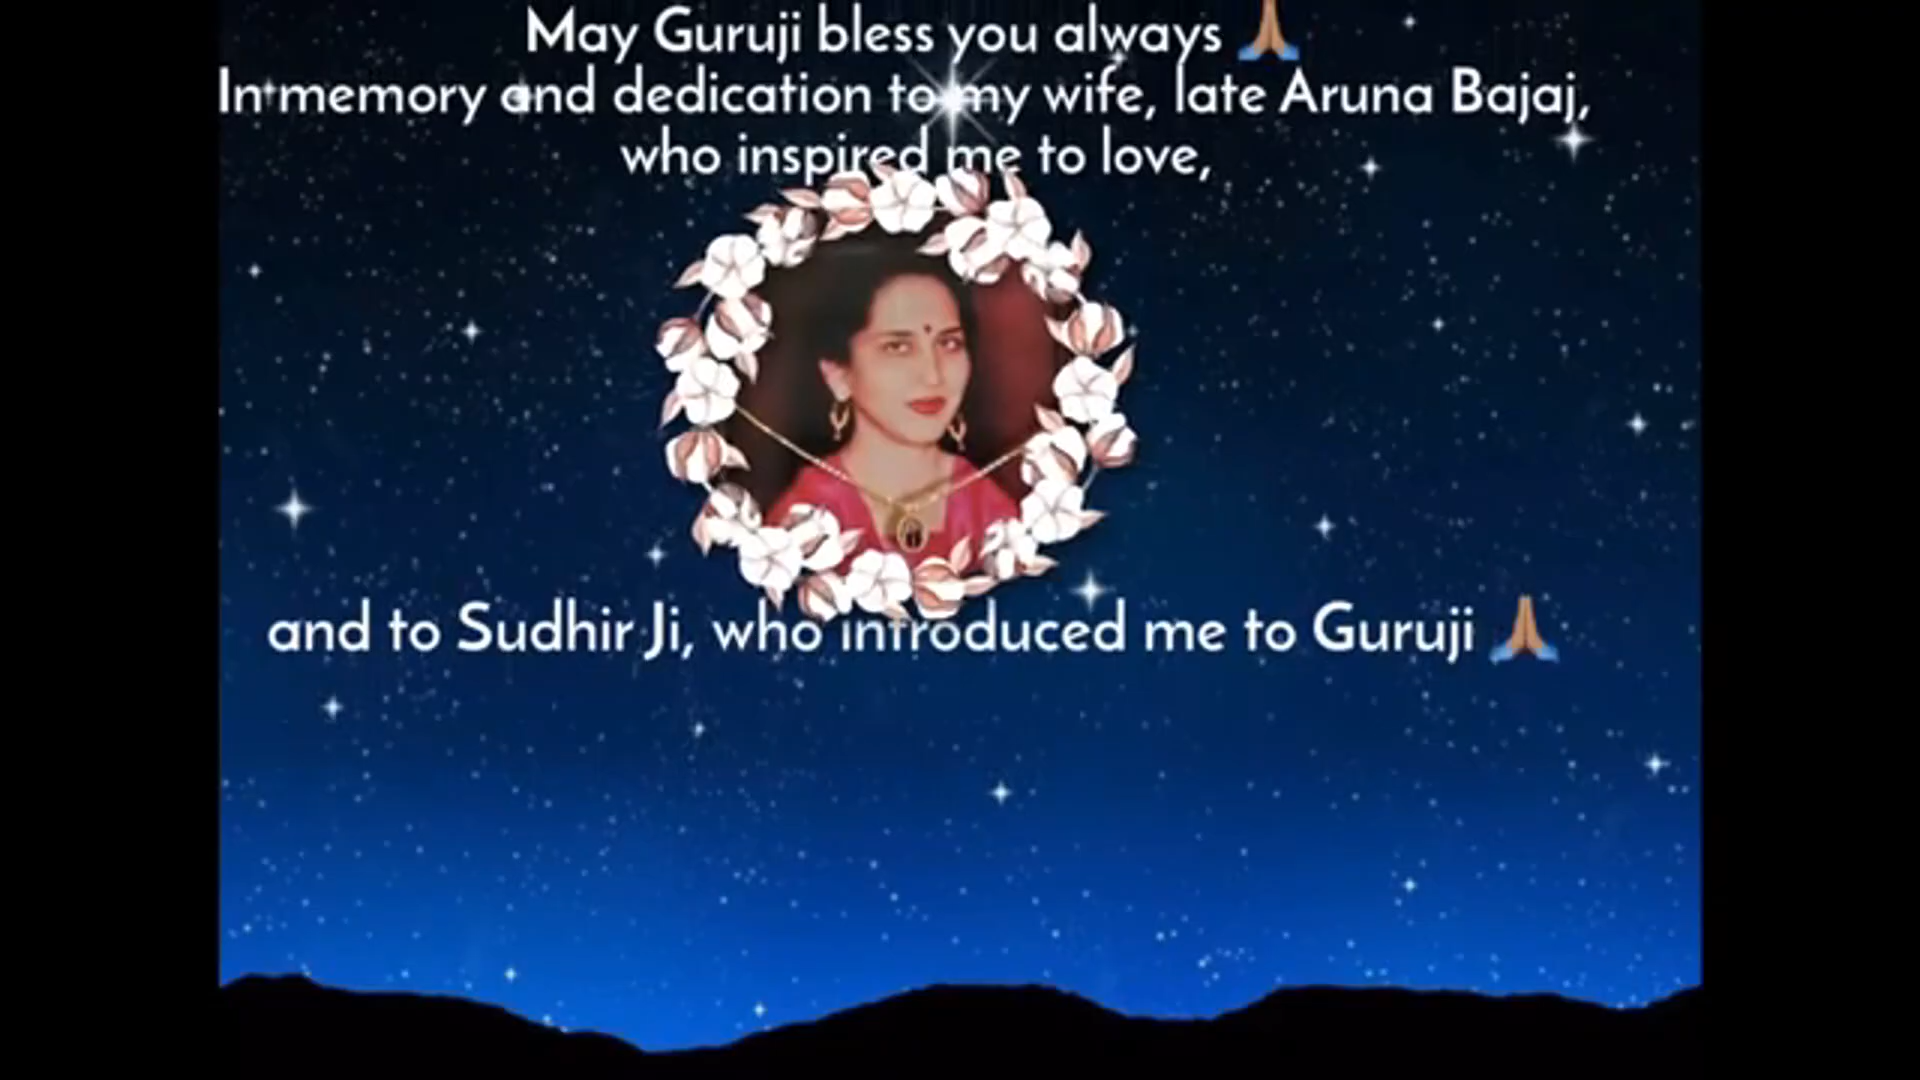 May Guruji bless you always 🙏🏽
In memory and dedication to my wife, late Aruna Bajaj,
who inspired me to love,
and to Sudhir Ji, who introduced me to Guruji 🙏🏽